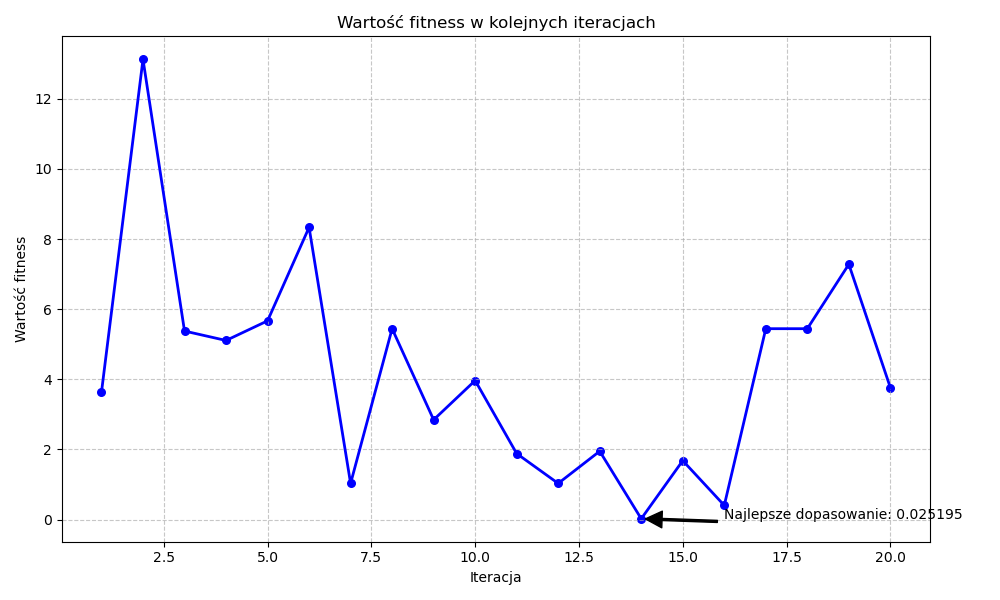 Wartość fitness w kolejnych iteracjach
Wartość fitness
12
10
8
6
4
2
0
Najlepsze dopasowanie: 0.025195
2.5 5.0 7.5 10.0 12.5 15.0 17.5 20.0
Iteracja